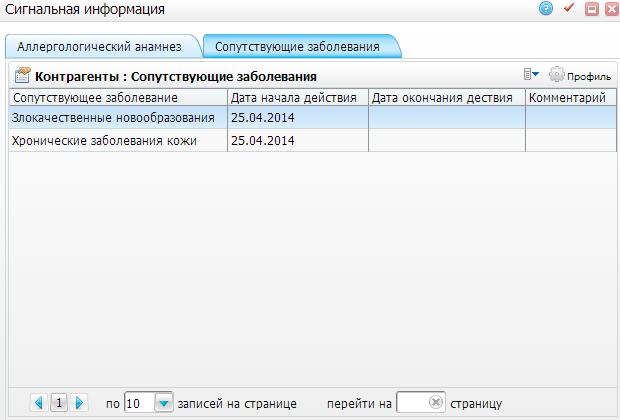 Сигнальная информация
Аллергологический анамнез Сопутствующие заболевания
Контрагенты : Сопутствующие заболевания Профиль
Сопутствующее заболевание Дата начала действия Дата окончания дествия Комментарий
Злокачественные новообразования 25.04.2014
Хронические заболевания кожи 25.04.2014
1 по 10 записей на странице перейти на страницу